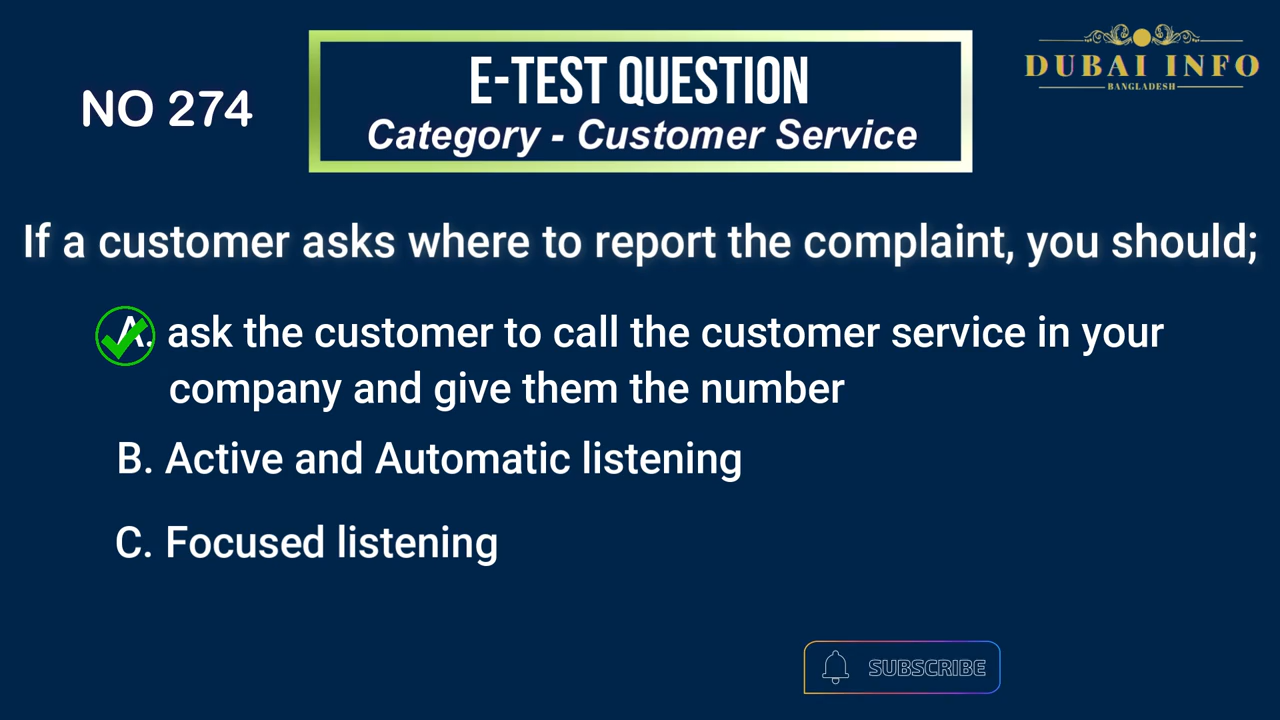 NO 274
E-TEST QUESTION
Category - Customer Service
DUBAI INFO
BANGLADESH
If a customer asks where to report the complaint, you should;
A. ask the customer to call the customer service in your
company and give them the number
B. Active and Automatic listening
C. Focused listening
SUBSCRIBE